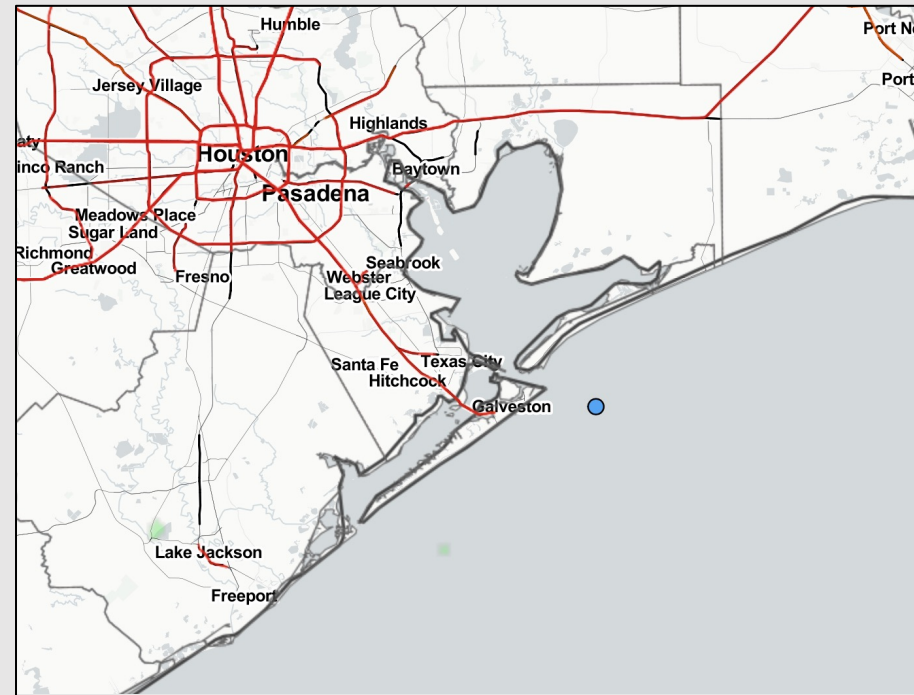 Humble
Port N
Jersey Village
Port
Highlands
aty
Houston
inco Ranch
Baytown
Pasadena
Meadows Place
Sugar Land
Richmond
Seabrook
Greatwood
Fresno
Webster
League City
Santa Fe
Texas City
Hitchcock
Galveston
Lake Jackson
Freeport